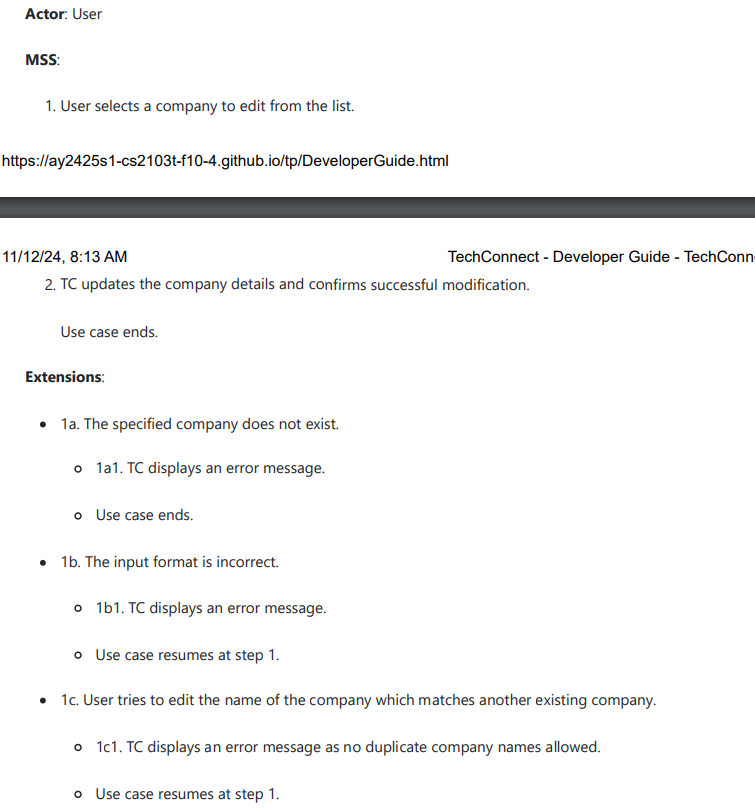 Actor: User
MSS:
1. User selects a company to edit from the list.
https://ay2425s1-cs2103t-f10-4.github.io/tp/DeveloperGuide.html
11/12/24, 8:13 AM
TechConnect - Developer Guide - TechConn
2. TC updates the company details and confirms successful modification.
Use case ends.
Extensions:
1a. The specified company does not exist.
1a1. TC displays an error message.
Use case ends.
1b. The input format is incorrect.
1b1. TC displays an error message.
Use case resumes at step 1.
1c. User tries to edit the name of the company which matches another existing company.
1c1. TC displays an error message as no duplicate company names allowed.
Use case resumes at step 1.